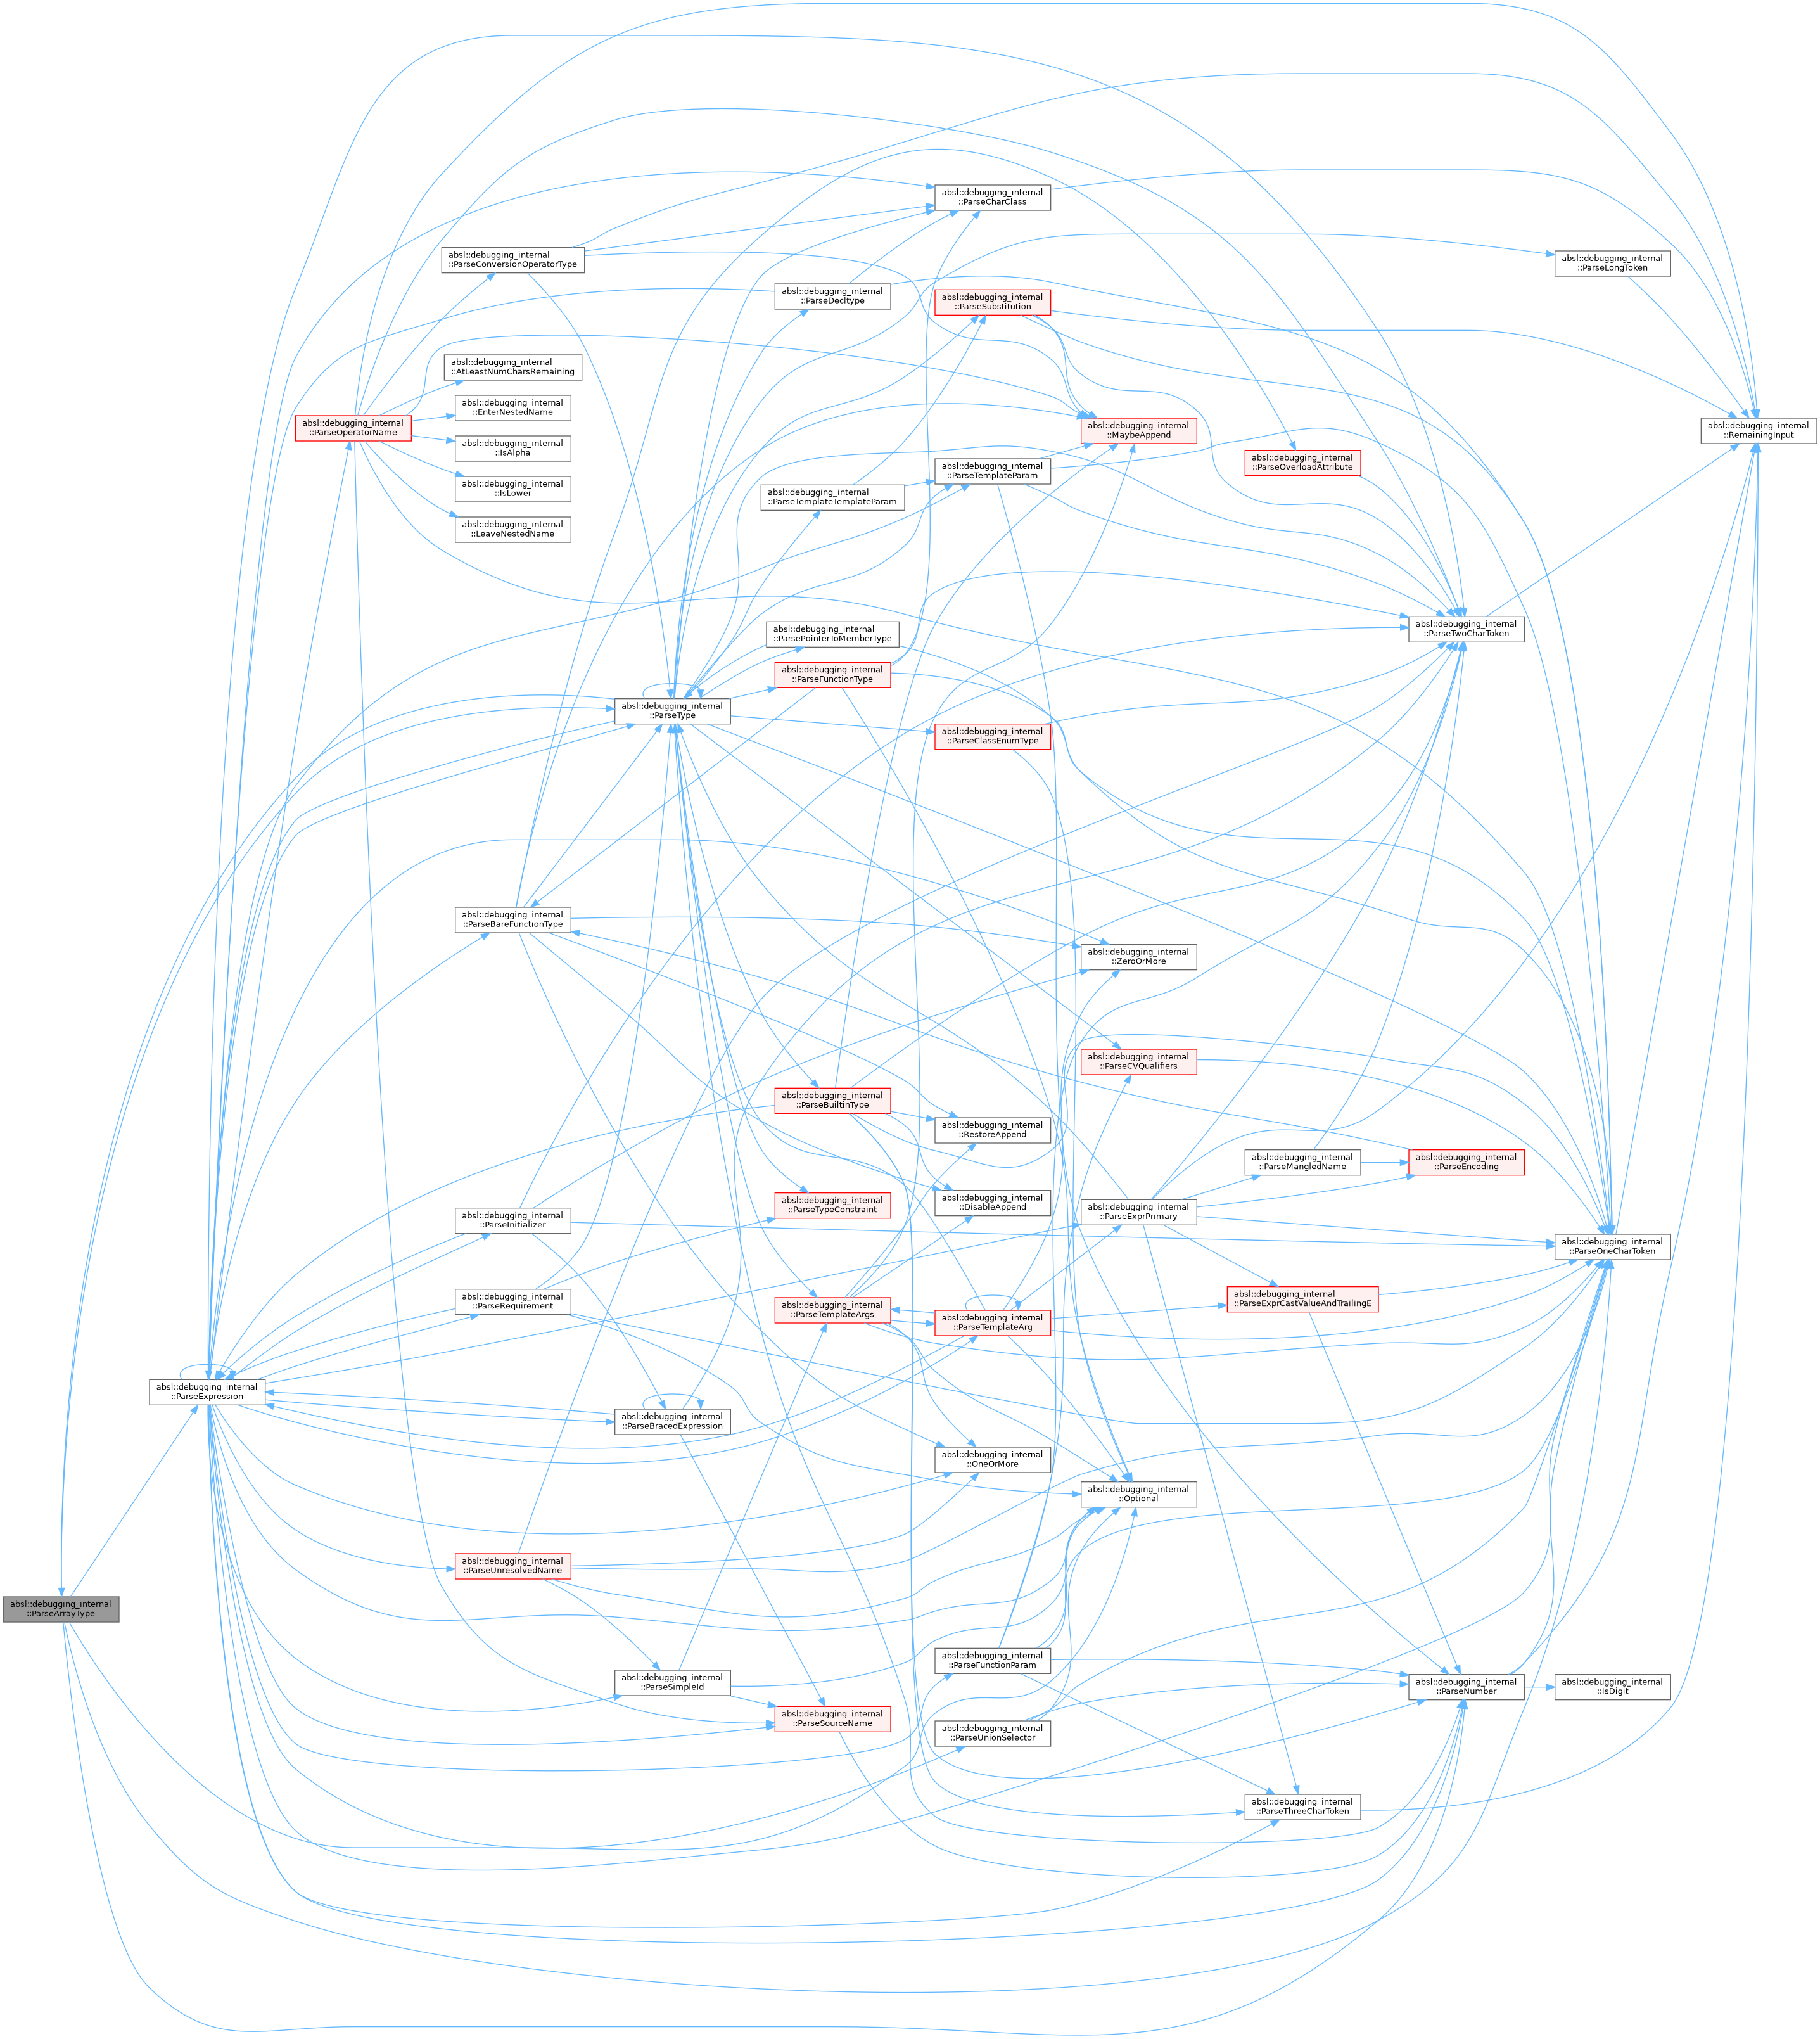 absl::debugging_internal
::ParseArrayType
absl::debugging_internal
::ParseExpression
absl::debugging_internal
::ParseOperatorName
absl::debugging_internal
::ParseConversionOperatorType
absl::debugging_internal
::AtLeastNumCharsRemaining
absl::debugging_internal
::EnterNestedName
absl::debugging_internal
::IsAlpha
absl::debugging_internal
::IsLower
absl::debugging_internal
::LeaveNestedName
absl::debugging_internal
::ParseBareFunctionType
absl::debugging_internal
::ParseInitializer
absl::debugging_internal
::ParseRequirement
absl::debugging_internal
::ParseUnresolvedName
absl::debugging_internal
::ParseType
absl::debugging_internal
::ParseBracedExpression
absl::debugging_internal
::ParseSimpleId
absl::debugging_internal
::ParseDecltype
absl::debugging_internal
::ParseTemplateTemplateParam
absl::debugging_internal
::ParsePointerToMemberType
absl::debugging_internal
::ParseFunctionType
absl::debugging_internal
::ParseBuiltinType
absl::debugging_internal
::ParseTypeConstraint
absl::debugging_internal
::ParseTemplateArgs
absl::debugging_internal
::ParseSourceName
absl::debugging_internal
::ParseCharClass
absl::debugging_internal
::ParseSubstitution
absl::debugging_internal
::ParseTemplateParam
absl::debugging_internal
::ParseClassEnumType
absl::debugging_internal
::RestoreAppend
absl::debugging_internal
::DisableAppend
absl::debugging_internal
::ParseTemplateArg
absl::debugging_internal
::OneOrMore
absl::debugging_internal
::ParseFunctionParam
absl::debugging_internal
::ParseUnionSelector
absl::debugging_internal
::MaybeAppend
absl::debugging_internal
::ZeroOrMore
absl::debugging_internal
::ParseCVQualifiers
absl::debugging_internal
::ParseExprPrimary
absl::debugging_internal
::Optional
absl::debugging_internal
::ParseOverloadAttribute
absl::debugging_internal
::ParseMangledName
absl::debugging_internal
::ParseExprCastValueAndTrailingE
absl::debugging_internal
::ParseThreeCharToken
absl::debugging_internal
::ParseTwoCharToken
absl::debugging_internal
::ParseEncoding
absl::debugging_internal
::ParseNumber
absl::debugging_internal
::ParseLongToken
absl::debugging_internal
::ParseOneCharToken
absl::debugging_internal
::IsDigit
absl::debugging_internal
::RemainingInput